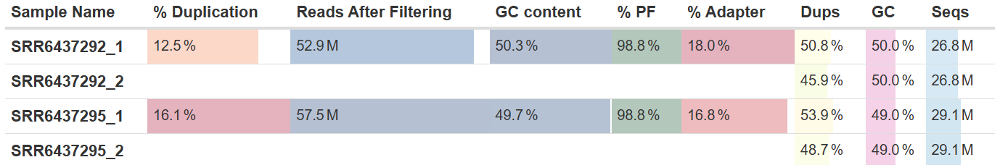 Sample Name % Duplication Reads After Filtering GC content % PF % Adapter Dups GC Seqs
SRR6437292_1 12.5 % 52.9 M 50.3 % 98.8 % 18.0 % 50.8 % 50.0 % 26.8 M
SRR6437292_2 45.9 % 50.0 % 26.8 M
SRR6437295_1 16.1 % 57.5 M 49.7 % 98.8 % 16.8 % 53.9 % 49.0 % 29.1 M
SRR6437295_2 48.7 % 49.0 % 29.1 M